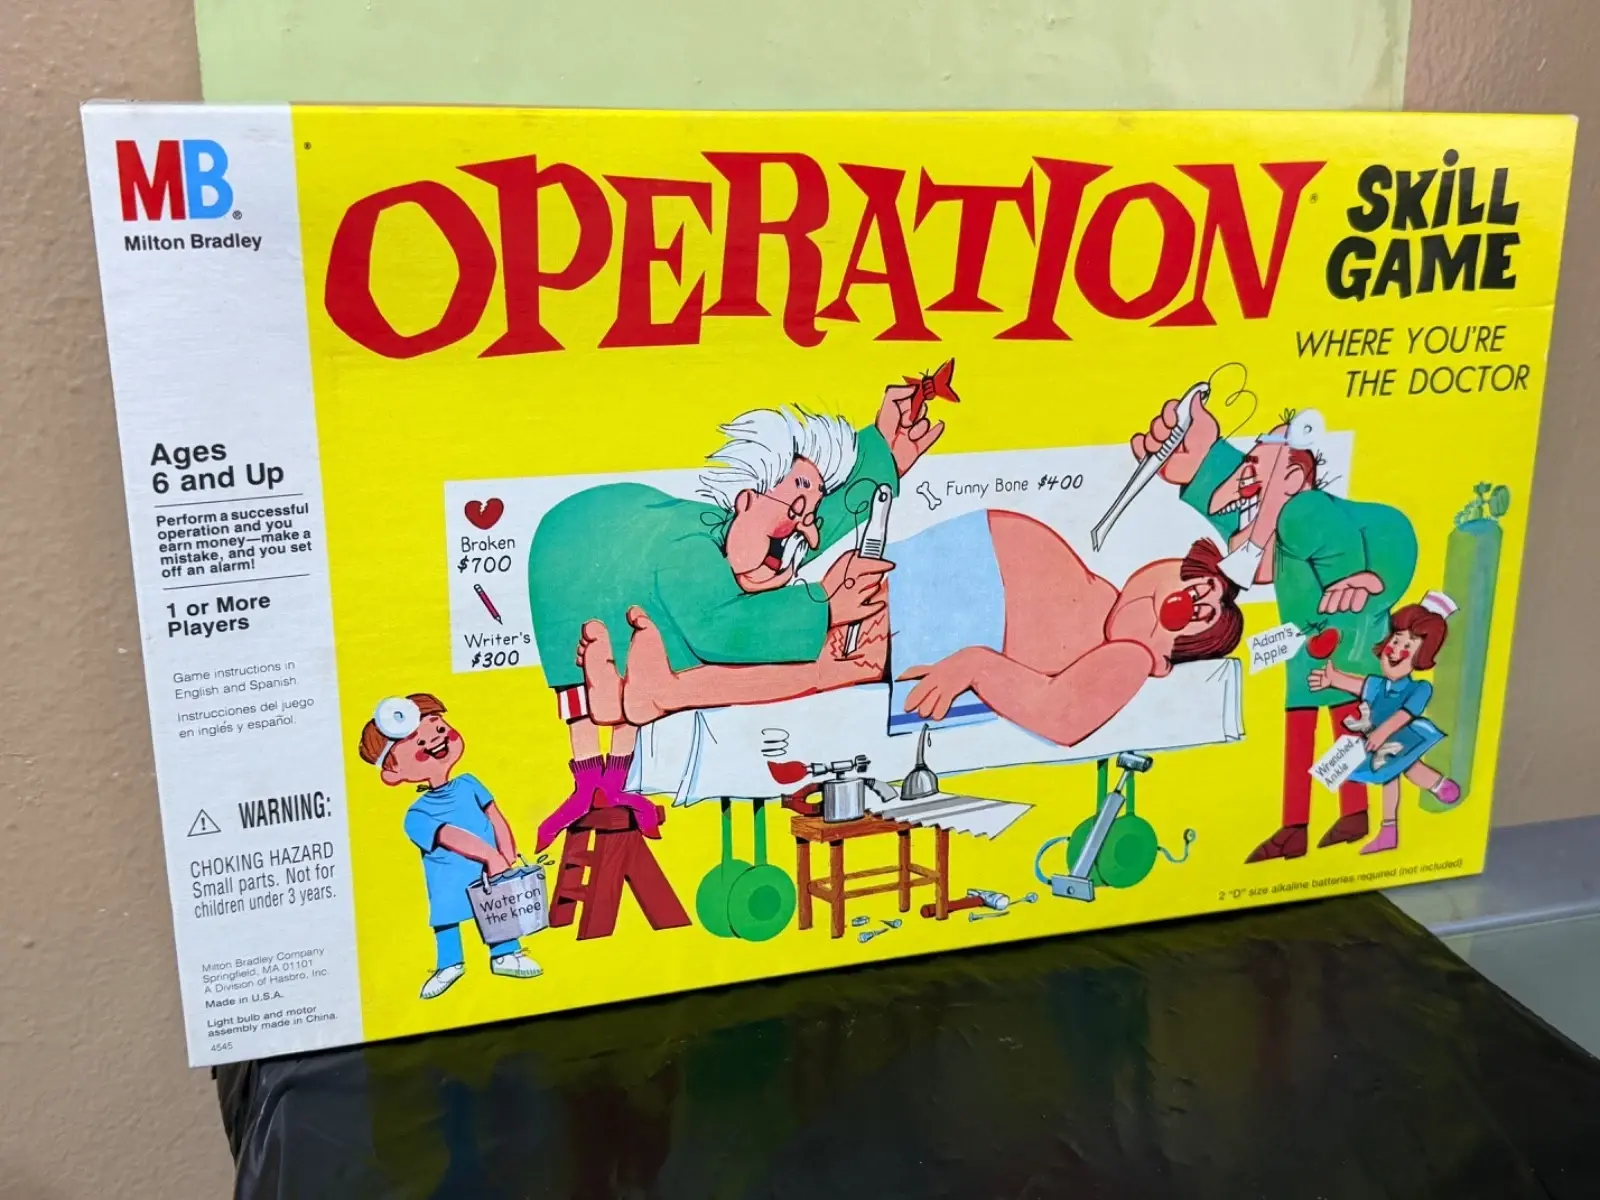 MB®
Milton Bradley
Ages
6 and Up
Perform a successful
operation and you
earn money—make a
mistake, and you set
off an alarm!
1 or More
Players
Game instructions in
English and Spanish
Instrucciones del juego
en inglés y español.
WARNING:
CHOKING HAZARD
Small parts. Not for
children under 3 years.
Milton Bradley Company
Springfield, MA 01101
A Division of Hasbro, Inc.
Made in U.S.A.
Light bulb and motor
assembly made in China.
4545
OPERATION®
SKiLL
GAME
WHERE YOU'RE
THE DOCTOR
Broken
$700
Writer's
$300
Funny Bone $400
Adam's
Apple
Wrenched
Ankle
Water on
the knee
2 "D" size alkaline batteries required (not included)